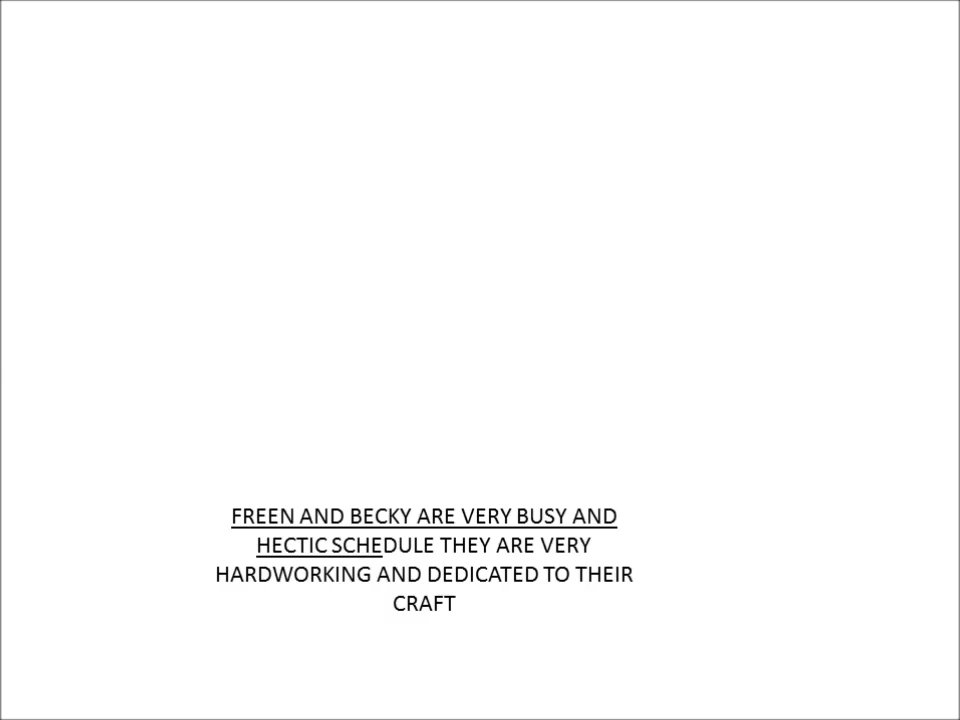 FREEN AND BECKY ARE VERY BUSY AND
HECTIC SCHEDULE THEY ARE VERY
HARDWORKING AND DEDICATED TO THEIR
CRAFT